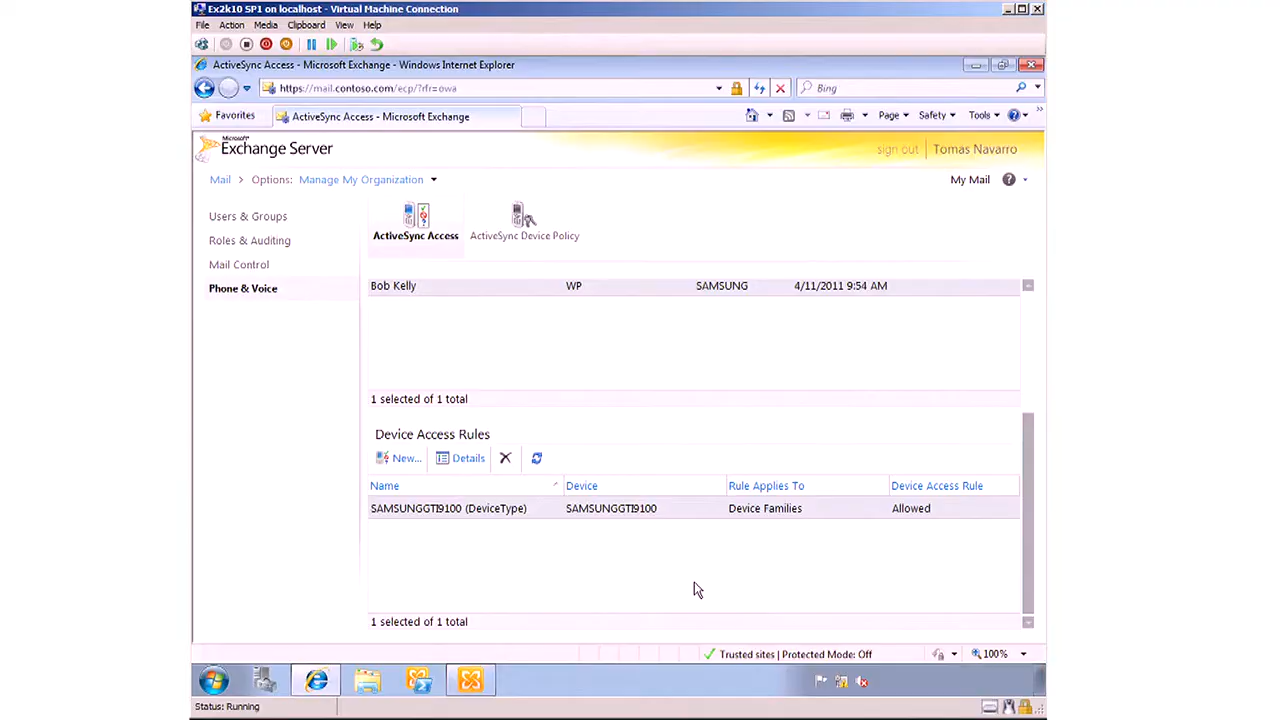 Ex2k10 SP1 on localhost - Virtual Machine Connection
File Action Media Clipboard View Help
ActiveSync Access - Microsoft Exchange - Windows Internet Explorer
https://mail.contoso.com/ecp/?rfr=owa
Bing
Favorites
ActiveSync Access - Microsoft Exchange
Page
Safety
Tools
Microsoft
Exchange Server
sign out
Tomas Navarro
Mail > Options: Manage My Organization
My Mail
Users & Groups
Roles & Auditing
Mail Control
Phone & Voice
ActiveSync Access
ActiveSync Device Policy
Bob Kelly WP SAMSUNG 4/11/2011 9:54 AM
1 selected of 1 total
Device Access Rules
New... Details
Name Device Rule Applies To Device Access Rule
SAMSUNGGTI9100 (DeviceType) SAMSUNGGTI9100 Device Families Allowed
1 selected of 1 total
Trusted sites | Protected Mode: Off
100%
Status: Running